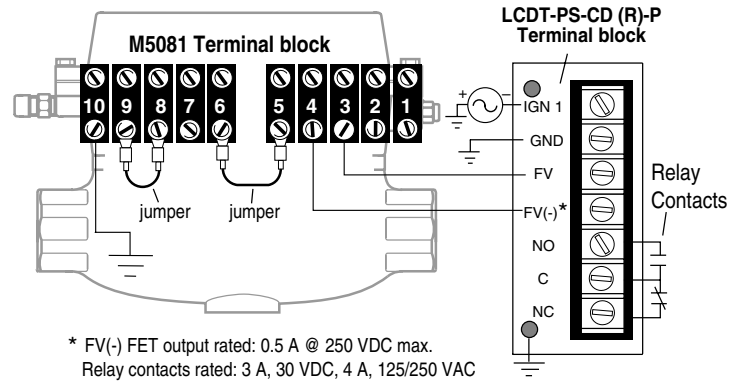 LCDT-PS-CD (R)-P
Terminal block
M5081 Terminal block
10 9 8 7 6 5 4 3 2 1
+ −
IGN 1
GND
FV
FV(-)*
NO
C
NC
Relay
Contacts
jumper
jumper
* FV(-) FET output rated: 0.5 A @ 250 VDC max.
Relay contacts rated: 3 A, 30 VDC, 4 A, 125/250 VAC